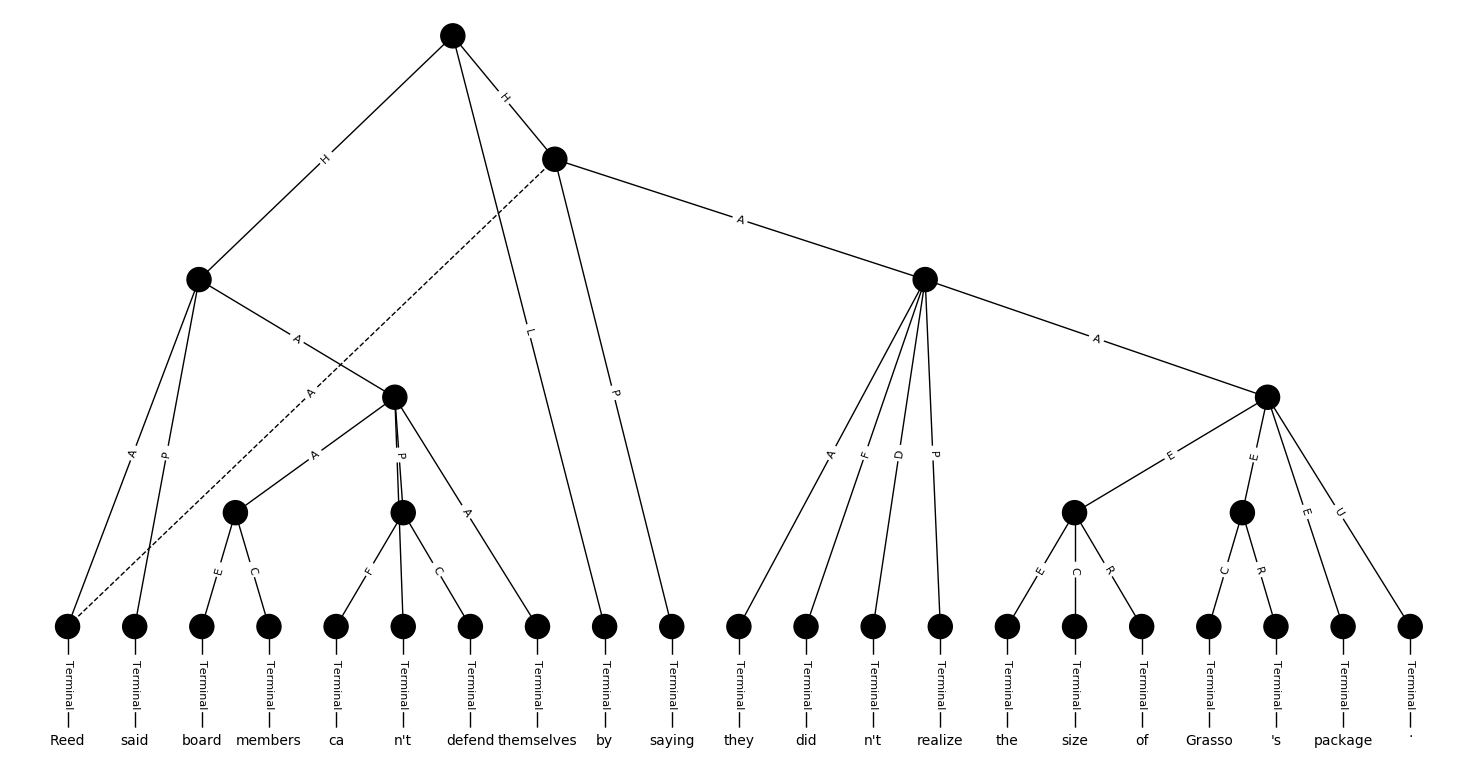 H
H
A
L
A
A
A
P
A
P
A
P
A
A
F
D
P
A
E
E
E
U
E
C
F
C
E
C
R
C
R
Terminal Terminal Terminal Terminal Terminal Terminal Terminal Terminal Terminal Terminal Terminal Terminal Terminal Terminal Terminal Terminal Terminal Terminal Terminal Terminal Terminal
Reed said board members ca n't defend themselves by saying they did n't realize the size of Grasso 's package .